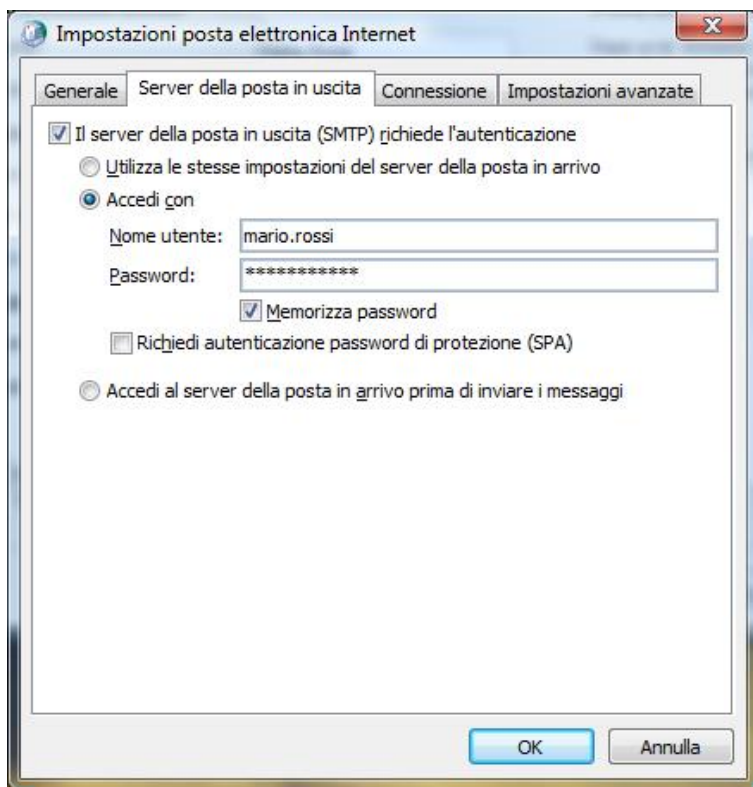 Impostazioni posta elettronica Internet
Generale Server della posta in uscita Connessione Impostazioni avanzate
Il server della posta in uscita (SMTP) richiede l'autenticazione
Utilizza le stesse impostazioni del server della posta in arrivo
Accedi con
Nome utente: mario.rossi
Password: ***********
Memorizza password
Richiedi autenticazione password di protezione (SPA)
Accedi al server della posta in arrivo prima di inviare i messaggi
OK Annulla